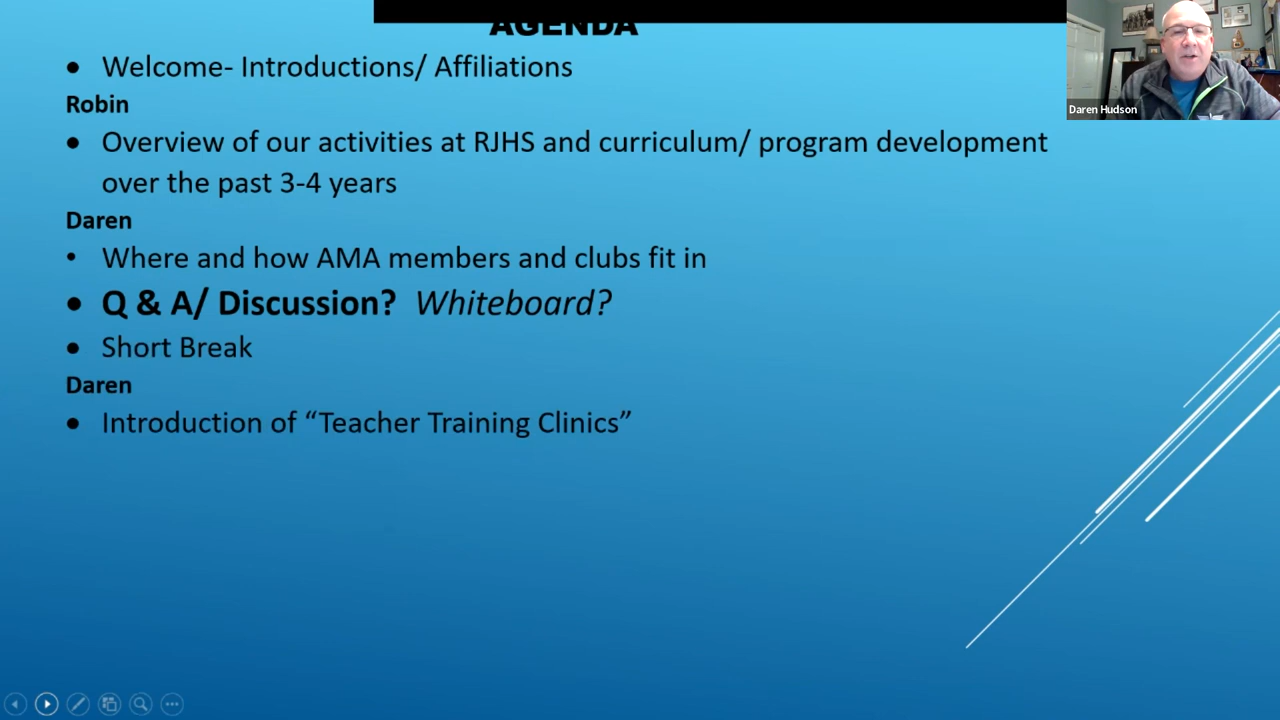 AGENDA
• Welcome- Introductions/ Affiliations
Robin
• Overview of our activities at RJHS and curriculum/ program development
over the past 3-4 years
Daren
• Where and how AMA members and clubs fit in
• Q & A/ Discussion? Whiteboard?
• Short Break
Daren
• Introduction of “Teacher Training Clinics”
Daren Hudson